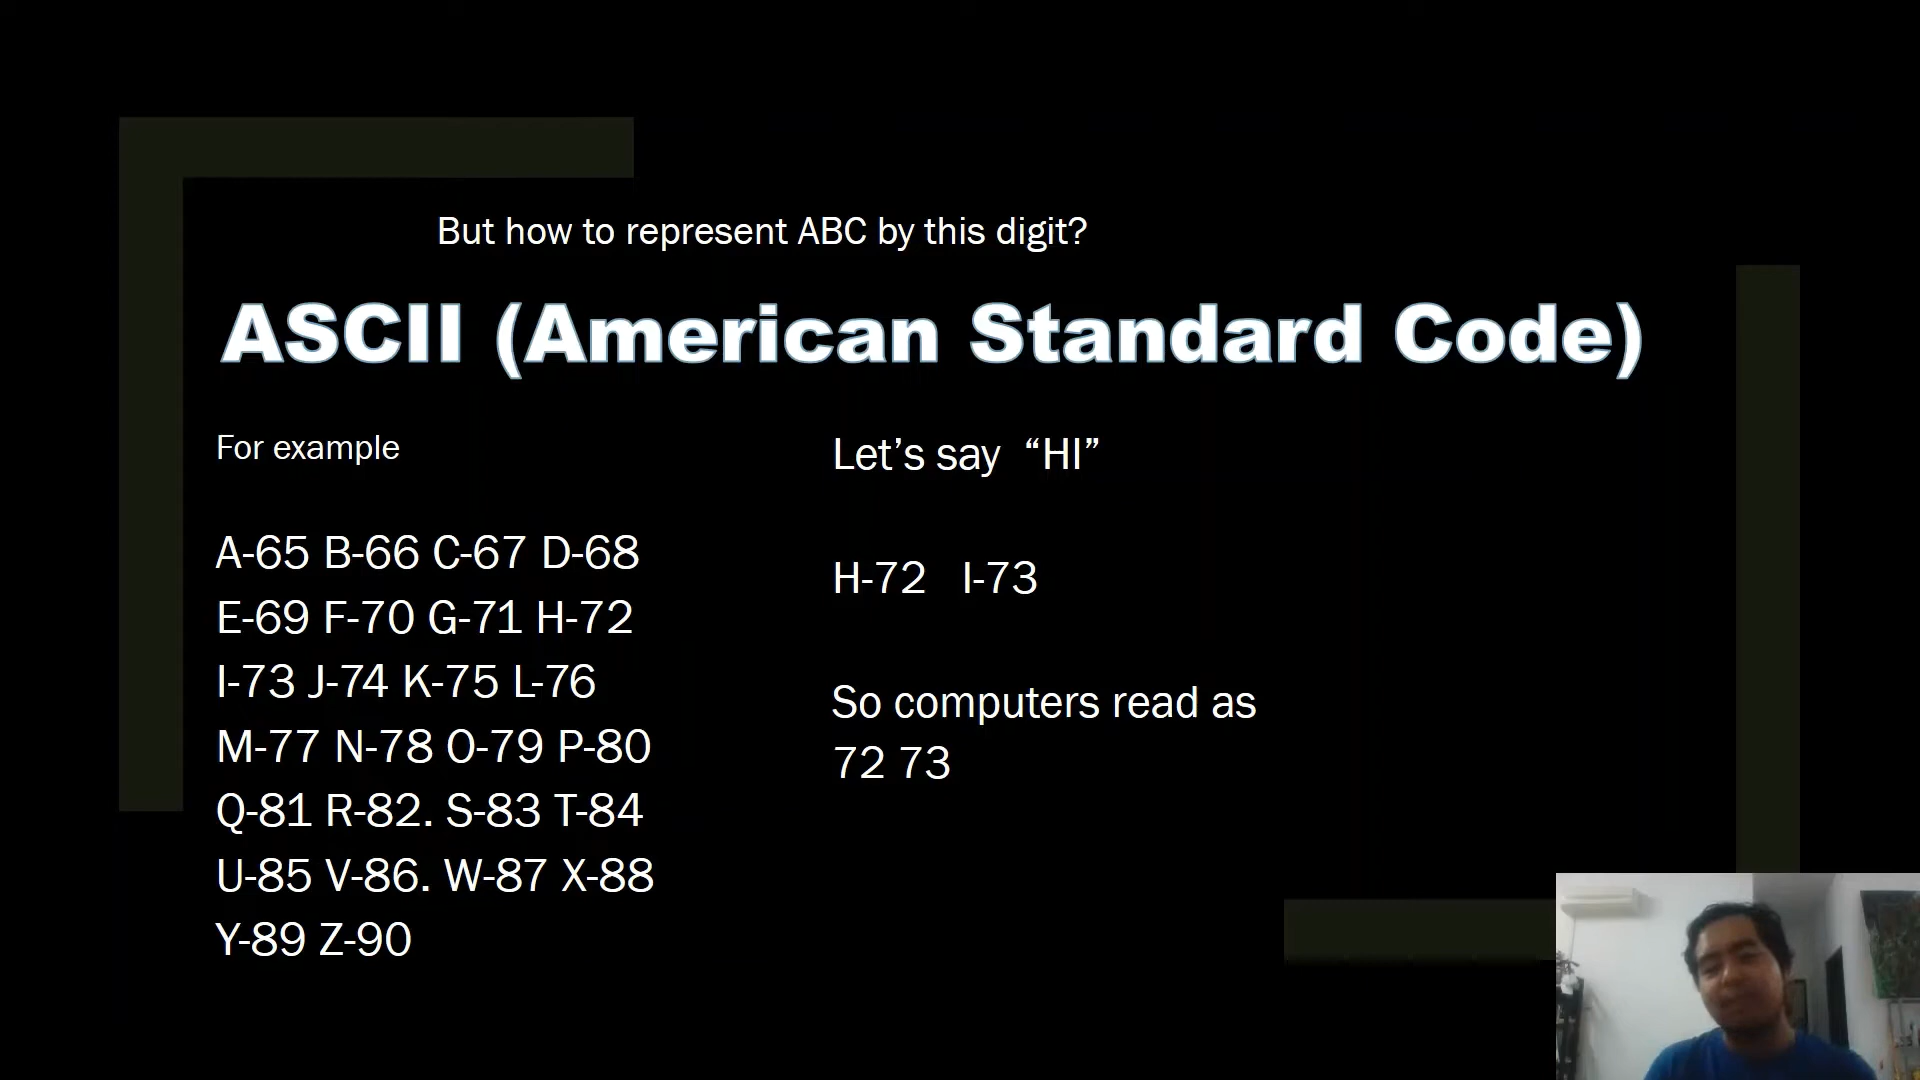 But how to represent ABC by this digit?
ASCII (American Standard Code)
For example
A-65 B-66 C-67 D-68
E-69 F-70 G-71 H-72
I-73 J-74 K-75 L-76
M-77 N-78 O-79 P-80
Q-81 R-82. S-83 T-84
U-85 V-86. W-87 X-88
Y-89 Z-90
Let’s say “HI”
H-72 I-73
So computers read as
72 73